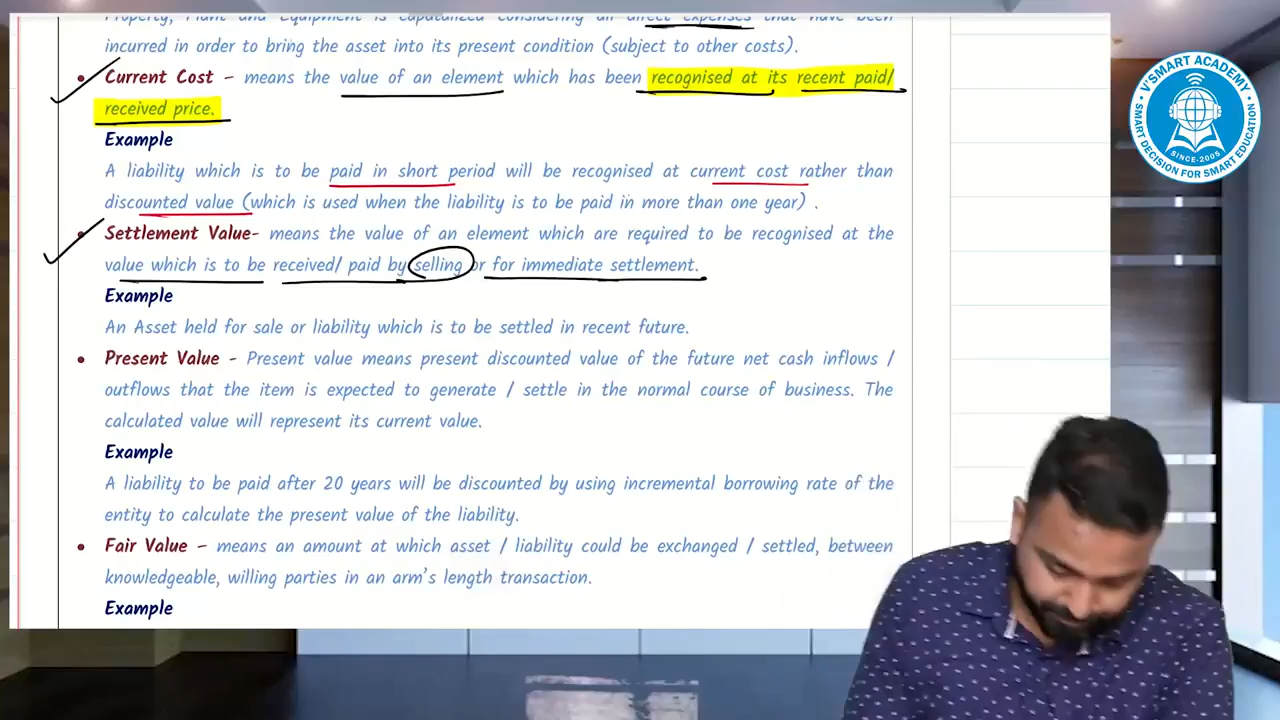 Property, Plant and Equipment is capitalized considering all direct expenses that have been
incurred in order to bring the asset into its present condition (subject to other costs).
• Current Cost – means the value of an element which has been recognised at its recent paid/
received price.
Example
A liability which is to be paid in short period will be recognised at current cost rather than
discounted value (which is used when the liability is to be paid in more than one year) .
• Settlement Value- means the value of an element which are required to be recognised at the
value which is to be received/ paid by selling or for immediate settlement.
Example
An Asset held for sale or liability which is to be settled in recent future.
• Present Value - Present value means present discounted value of the future net cash inflows /
outflows that the item is expected to generate / settle in the normal course of business. The
calculated value will represent its current value.
Example
A liability to be paid after 20 years will be discounted by using incremental borrowing rate of the
entity to calculate the present value of the liability.
• Fair Value – means an amount at which asset / liability could be exchanged / settled, between
knowledgeable, willing parties in an arm's length transaction.
Example
V'SMART ACADEMY
SINCE-2005
SMART DECISION FOR SMART EDUCATION